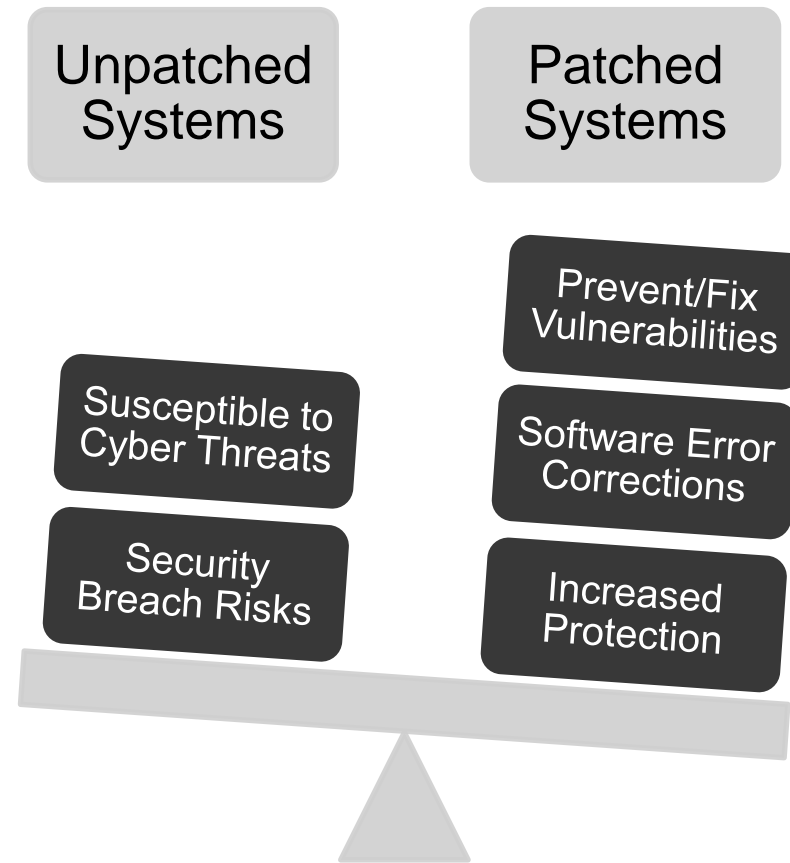 Unpatched
Systems
Patched
Systems
Susceptible to
Cyber Threats
Security
Breach Risks
Prevent/Fix
Vulnerabilities
Software Error
Corrections
Increased
Protection